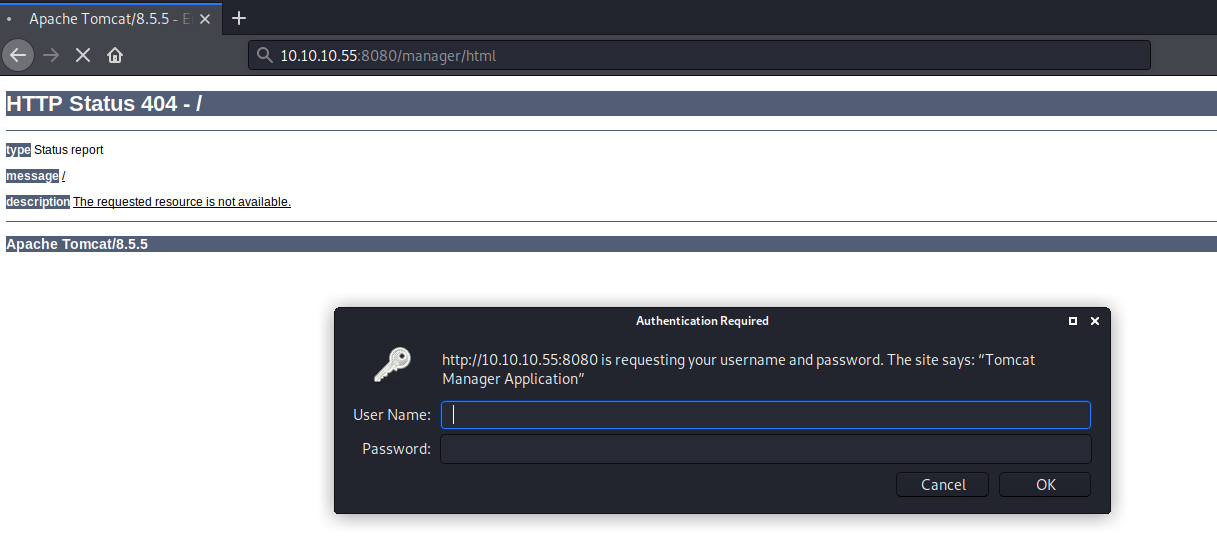 Apache Tomcat/8.5.5 - E
10.10.10.55:8080/manager/html
HTTP Status 404 - /
type Status report
message /
description The requested resource is not available.
Apache Tomcat/8.5.5
Authentication Required
http://10.10.10.55:8080 is requesting your username and password. The site says: “Tomcat
Manager Application”
User Name:
Password:
Cancel OK